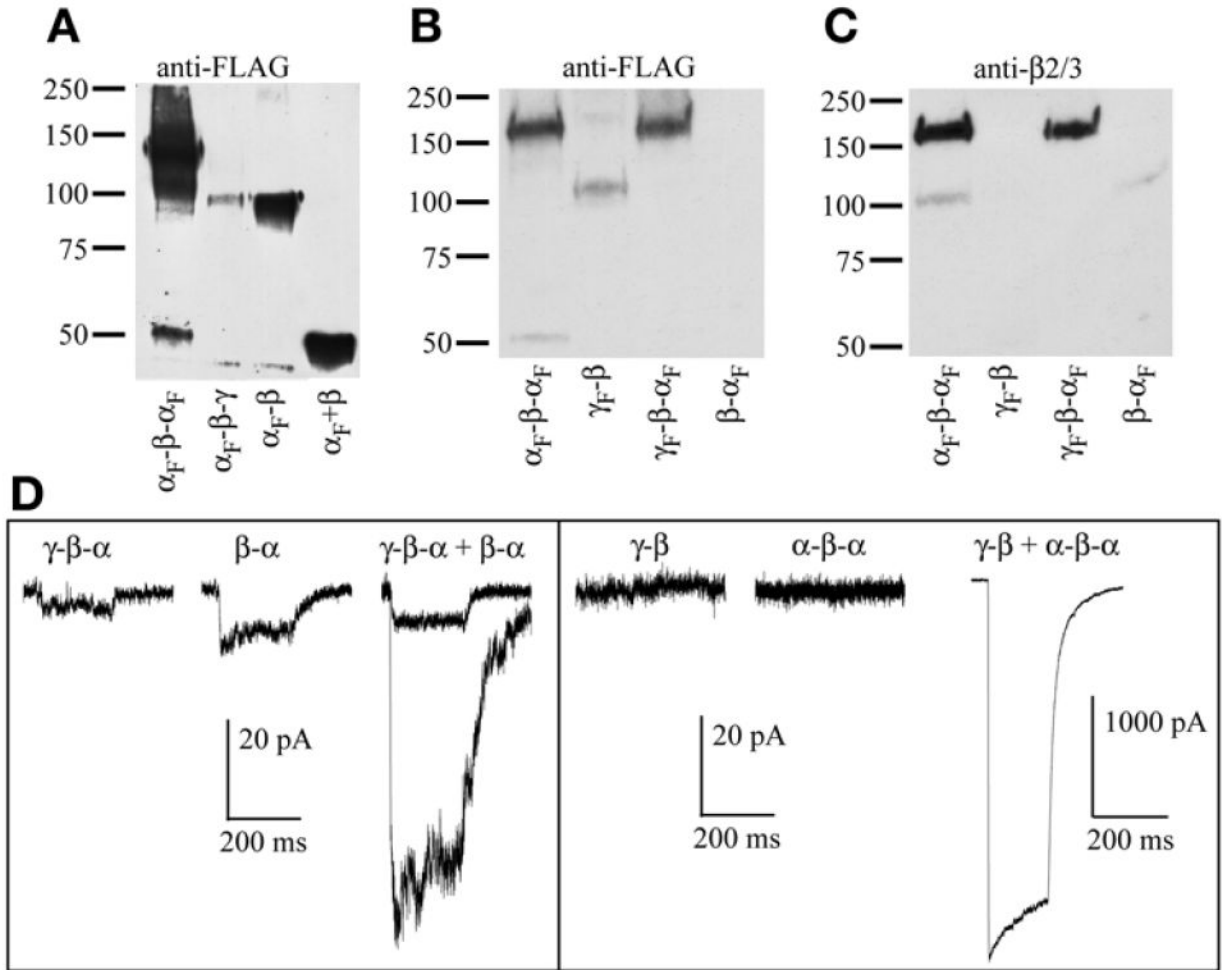 A
anti-FLAG
250
150
100
75
50
αF-β-αF
αF-β-γ
αF-β
αF+β
B
anti-FLAG
250
150
100
75
50
αF-β-αF
γF-β
γF-β-αF
β-αF
C
anti-β2/3
250
150
100
75
50
αF-β-αF
γF-β
γF-β-αF
β-αF
D
γ-β-α
β-α
γ-β-α + β-α
20 pA
200 ms
γ-β
α-β-α
γ-β + α-β-α
20 pA
200 ms
1000 pA
200 ms